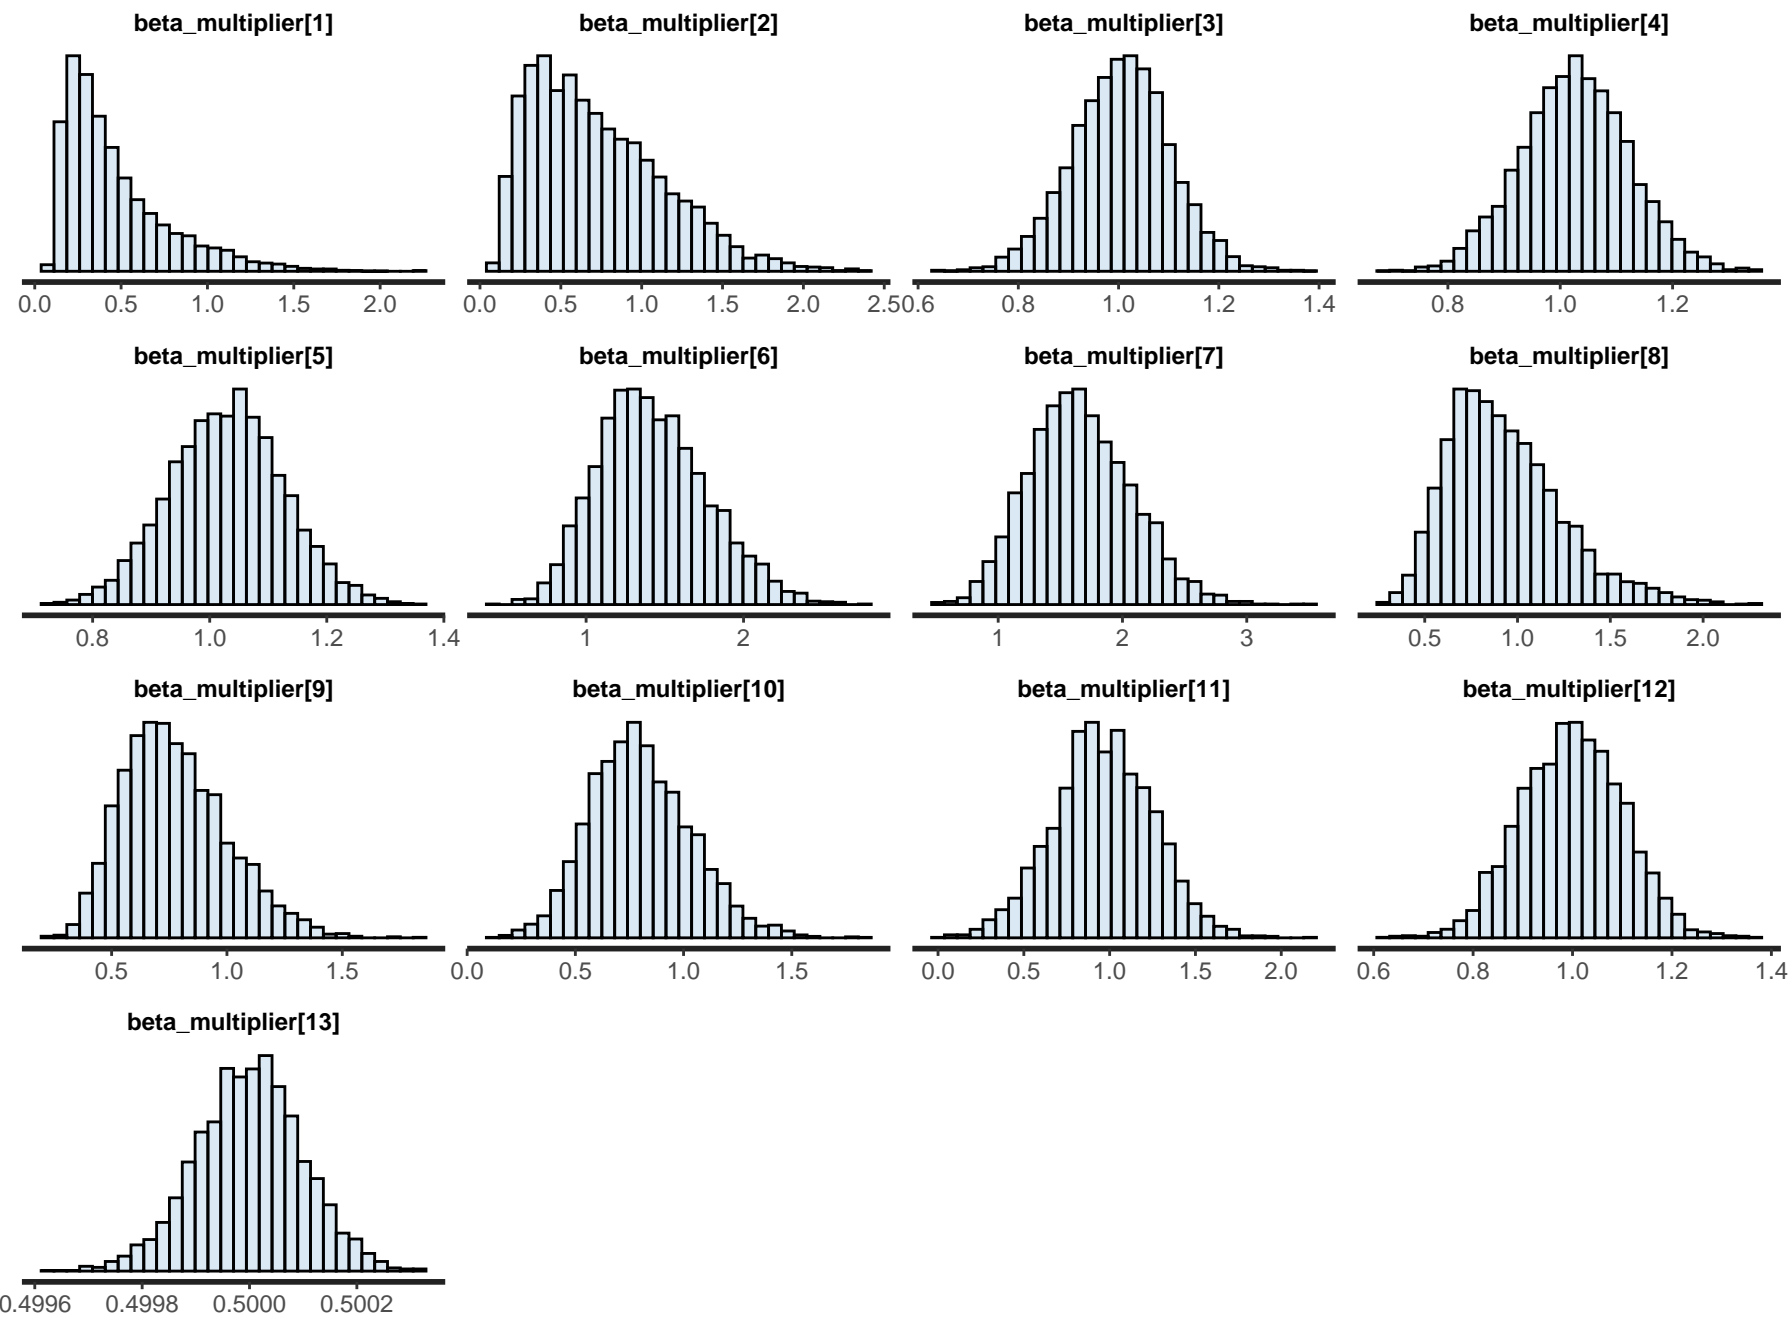 beta_multiplier[1] beta_multiplier[2] beta_multiplier[3] beta_multiplier[4]
0.0 0.5 1.0 1.5 2.0 0.0 0.5 1.0 1.5 2.0 2.5 0.6 0.8 1.0 1.2 1.4 0.8 1.0 1.2
beta_multiplier[5] beta_multiplier[6] beta_multiplier[7] beta_multiplier[8]
0.8 1.0 1.2 1.4 1 2 1 2 3 0.5 1.0 1.5 2.0
beta_multiplier[9] beta_multiplier[10] beta_multiplier[11] beta_multiplier[12]
0.5 1.0 1.5 0.0 0.5 1.0 1.5 0.0 0.5 1.0 1.5 2.0 0.6 0.8 1.0 1.2 1.4
beta_multiplier[13]
0.4996 0.4998 0.5000 0.5002